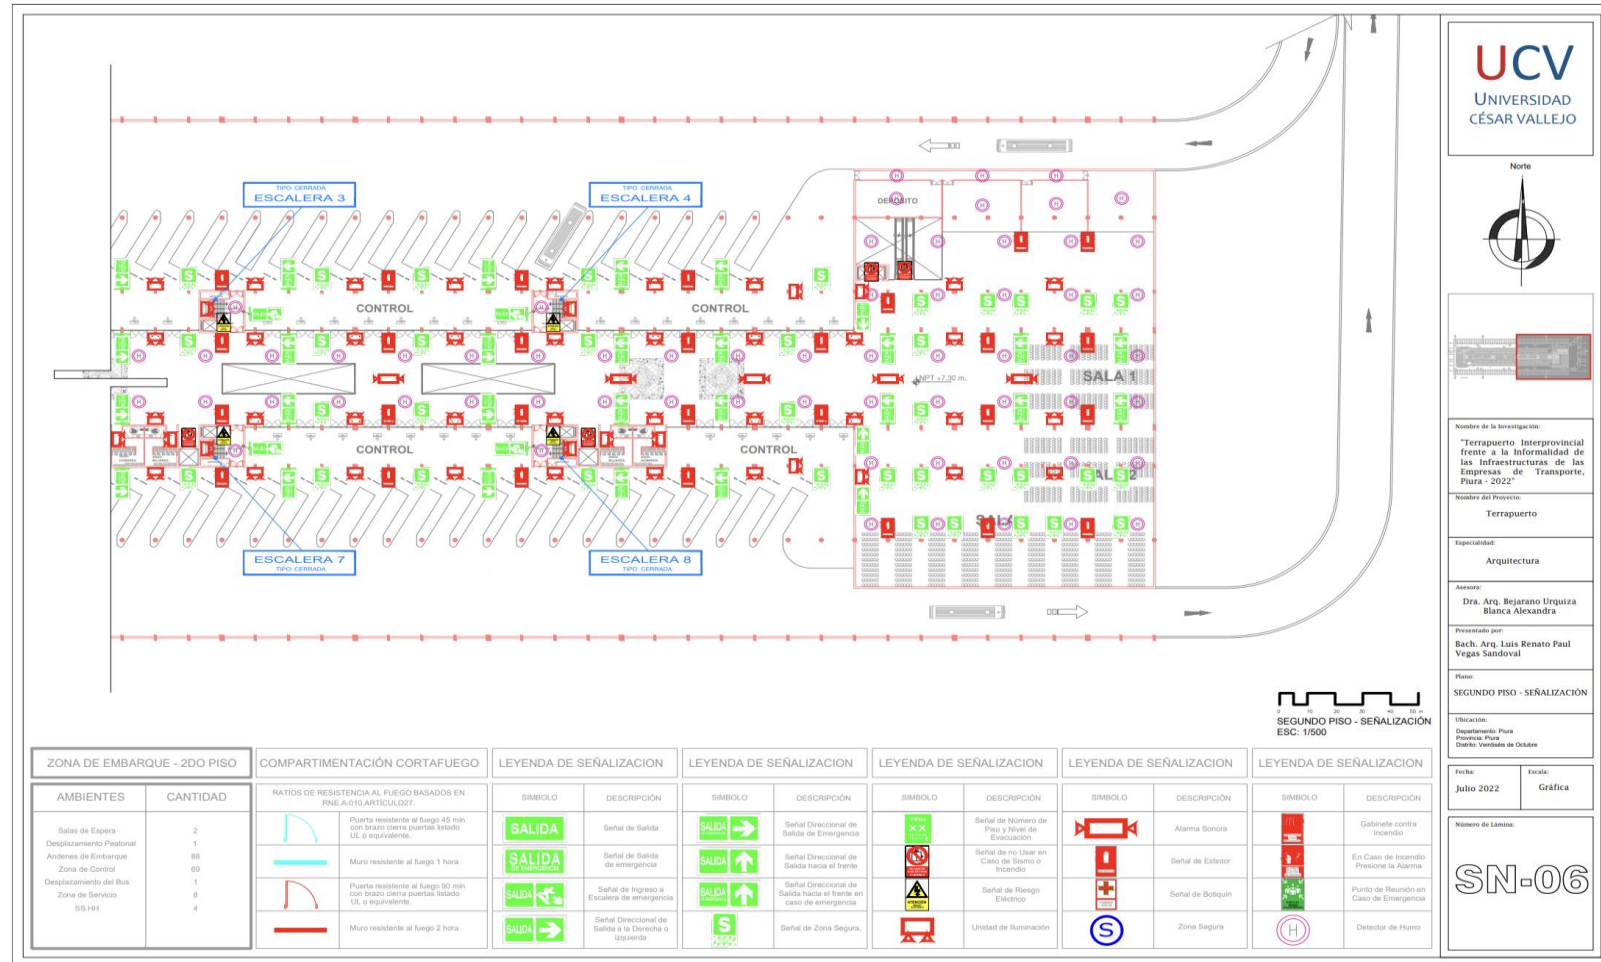 UCV
UNIVERSIDAD
CÉSAR VALLEJO
Norte
TIPO: CERRADA
ESCALERA 3
TIPO: CERRADA
ESCALERA 4
DEPÓSITO
CONTROL
CONTROL
NPT +7.30 m.
SALA 1
CONTROL
CONTROL
SALA
ESCALERA 7
TIPO: CERRADA
ESCALERA 8
TIPO: CERRADA
Nombre de la Investigación:
"Terrapuerto Interprovincial
frente a la Informalidad de
las Infraestructuras de las
Empresas de Transporte,
Piura - 2022"
Nombre del Proyecto:
Terrapuerto
Especialidad:
Arquitectura
Asesora:
Dra. Arq. Bejarano Urquiza
Blanca Alexandra
Presentado por:
Bach. Arq. Luis Renato Paul
Vegas Sandoval
Plano:
SEGUNDO PISO - SEÑALIZACIÓN
Ubicación:
Departamento: Piura
Provincia: Piura
Distrito: Veintiséis de Octubre
Fecha:
Julio 2022
Escala:
Gráfica
Número de Lámina:
SN-06
0 10 20 30 40 50 m
SEGUNDO PISO - SEÑALIZACIÓN
ESC: 1/500
ZONA DE EMBARQUE - 2DO PISO
AMBIENTES CANTIDAD
Salas de Espera 2
Desplazamiento Peatonal 1
Andenes de Embarque 88
Zona de Control 69
Desplazamiento del Bus 1
Zona de Servicio 8
SS.HH 4
COMPARTIMENTACIÓN CORTAFUEGO
RATIOS DE RESISTENCIA AL FUEGO BASADOS EN
RNE.A-010.ARTÍCULO27.
Puerta resistente al fuego 45 min
con brazo cierra puertas listado
UL o equivalente.
Muro resistente al fuego 1 hora
Puerta resistente al fuego 90 min
con brazo cierra puertas listado
UL o equivalente.
Muro resistente al fuego 2 hora
LEYENDA DE SEÑALIZACION
SIMBOLO DESCRIPCIÓN
SALIDA
Señal de Salida
SALIDA
DE EMERGENCIA
Señal de Salida
de emergencia
SALIDA
Señal de Ingreso a
Escalera de emergencia
SALIDA
Señal Direccional de
Salida a la Derecha o
izquierda
LEYENDA DE SEÑALIZACION
SIMBOLO DESCRIPCIÓN
SALIDA
Señal Direccional de
Salida de Emergencia
SALIDA
Señal Direccional de
Salida hacia el frente
SALIDA
Señal Direccional de
Salida hacia el frente en
caso de emergencia
S
Señal de Zona Segura.
LEYENDA DE SEÑALIZACION
SIMBOLO DESCRIPCIÓN
PISO
XX
Señal de Número de
Piso y Nivel de
Evacuación
Señal de no Usar en
Caso de Sismo o
Incendio
ATENCIÓN
Señal de Riesgo
Eléctrico
Unidad de Iluminación
LEYENDA DE SEÑALIZACION
SIMBOLO DESCRIPCIÓN
Alarma Sonora
Señal de Extintor
Señal de Botiquín
S
Zona Segura
LEYENDA DE SEÑALIZACION
SIMBOLO DESCRIPCIÓN
Gabinete contra
incendio
En Caso de Incendio
Presione la Alarma
Punto de Reunión en
Caso de Emergencia
H
Detector de Humo